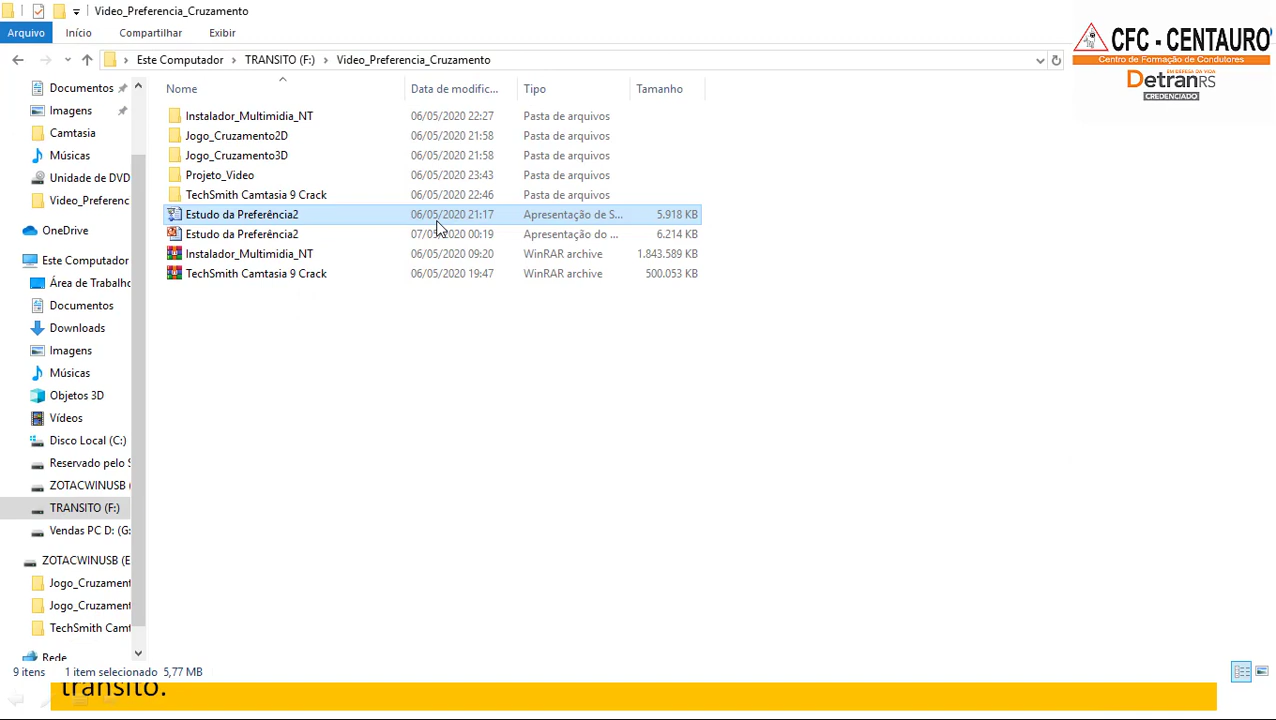 Video_Preferencia_Cruzamento
Arquivo Início Compartilhar Exibir
Este Computador TRANSITO (F:) Video_Preferencia_Cruzamento
CFC - CENTAURO
Centro de Formação de Condutores
EM DEFESA DA VIDA
DetranRS
CREDENCIADO
Nome Data de modific... Tipo Tamanho
Instalador_Multimidia_NT 06/05/2020 22:27 Pasta de arquivos
Jogo_Cruzamento2D 06/05/2020 21:58 Pasta de arquivos
Jogo_Cruzamento3D 06/05/2020 21:58 Pasta de arquivos
Projeto_Video 06/05/2020 23:43 Pasta de arquivos
TechSmith Camtasia 9 Crack 06/05/2020 22:46 Pasta de arquivos
Estudo da Preferência2 06/05/2020 21:17 Apresentação de S... 5.918 KB
Estudo da Preferência2 07/05/2020 00:19 Apresentação do ... 6.214 KB
Instalador_Multimidia_NT 06/05/2020 09:20 WinRAR archive 1.843.589 KB
TechSmith Camtasia 9 Crack 06/05/2020 19:47 WinRAR archive 500.053 KB
Documentos
Imagens
Camtasia
Músicas
Unidade de DVD
Video_Preferenc
OneDrive
Este Computador
Área de Trabalho
Documentos
Downloads
Imagens
Músicas
Objetos 3D
Vídeos
Disco Local (C:)
Reservado pelo S
ZOTACWINUSB (
TRANSITO (F:)
Vendas PC D: (G:
ZOTACWINUSB (E
Jogo_Cruzament
Jogo_Cruzament
TechSmith Camt
Rede
9 itens 1 item selecionado 5,77 MB
trânsito.